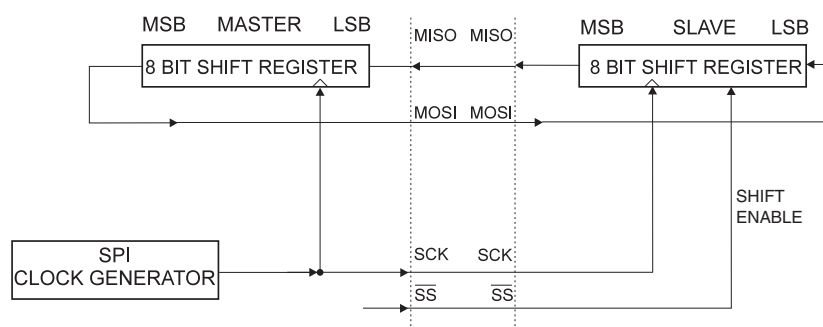 MSB MASTER LSB
MISO MISO
MSB SLAVE LSB
8 BIT SHIFT REGISTER
8 BIT SHIFT REGISTER
MOSI MOSI
SHIFT
ENABLE
SPI
CLOCK GENERATOR
SCK SCK
SS SS